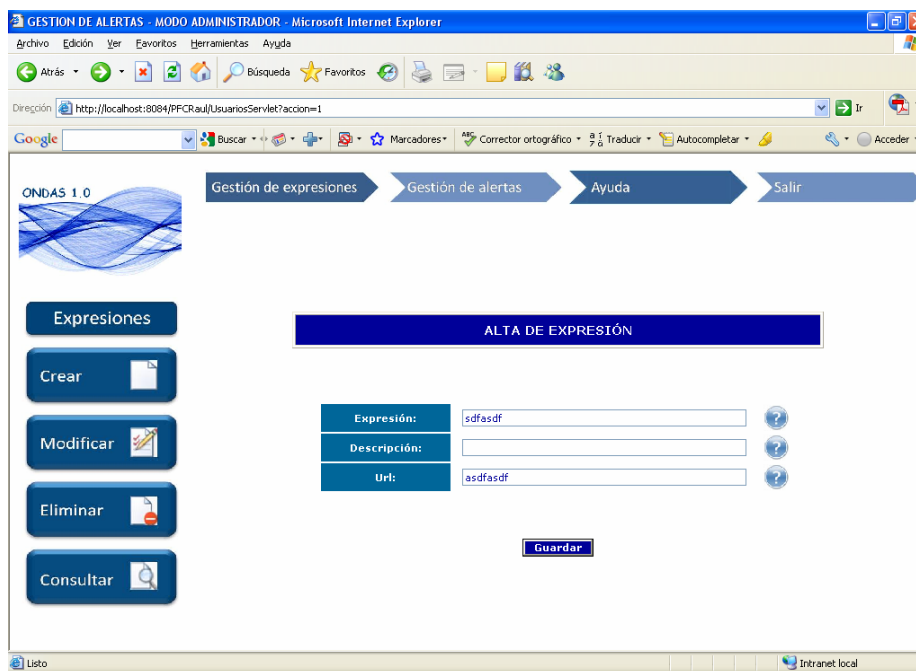 GESTION DE ALERTAS - MODO ADMINISTRADOR - Microsoft Internet Explorer
Archivo Edición Ver Favoritos Herramientas Ayuda
Atrás Búsqueda Favoritos
Dirección http://localhost:8084/PFCRaul/UsuariosServlet?accion=1 Ir
Google Buscar Marcadores ABC Corrector ortográfico Traducir Autocompletar Acceder
ONDAS 1.0
Gestión de expresiones Gestión de alertas Ayuda Salir
Expresiones
ALTA DE EXPRESIÓN
Crear
Expresión: sdfasdf ?
Modificar
Descripción: ?
Url: asdfasdf ?
Eliminar
Guardar
Consultar
Listo Intranet local